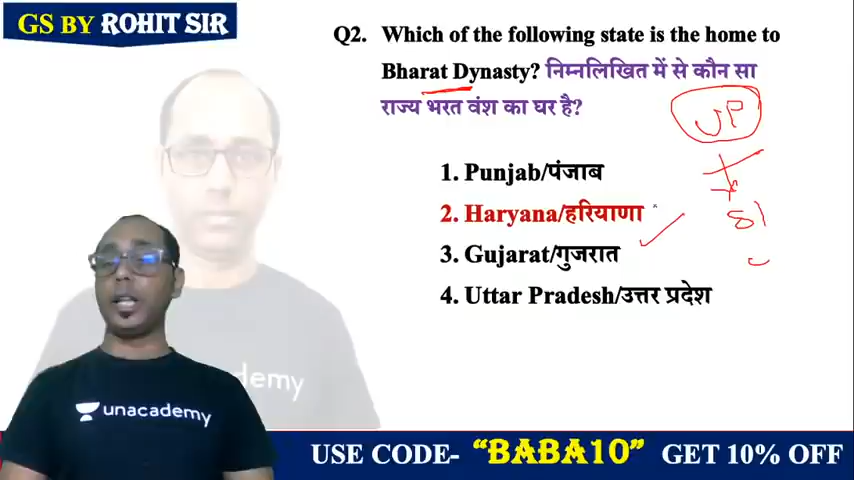 GS BY ROHIT SIR
Q2. Which of the following state is the home to
Bharat Dynasty? निम्नलिखित में से कौन सा
राज्य भरत वंश का घर है?
UP
1. Punjab/पंजाब
2. Haryana/हरियाणा
3. Gujarat/गुजरात
4. Uttar Pradesh/उत्तर प्रदेश
unacademy
USE CODE- “BABA10” GET 10% OFF